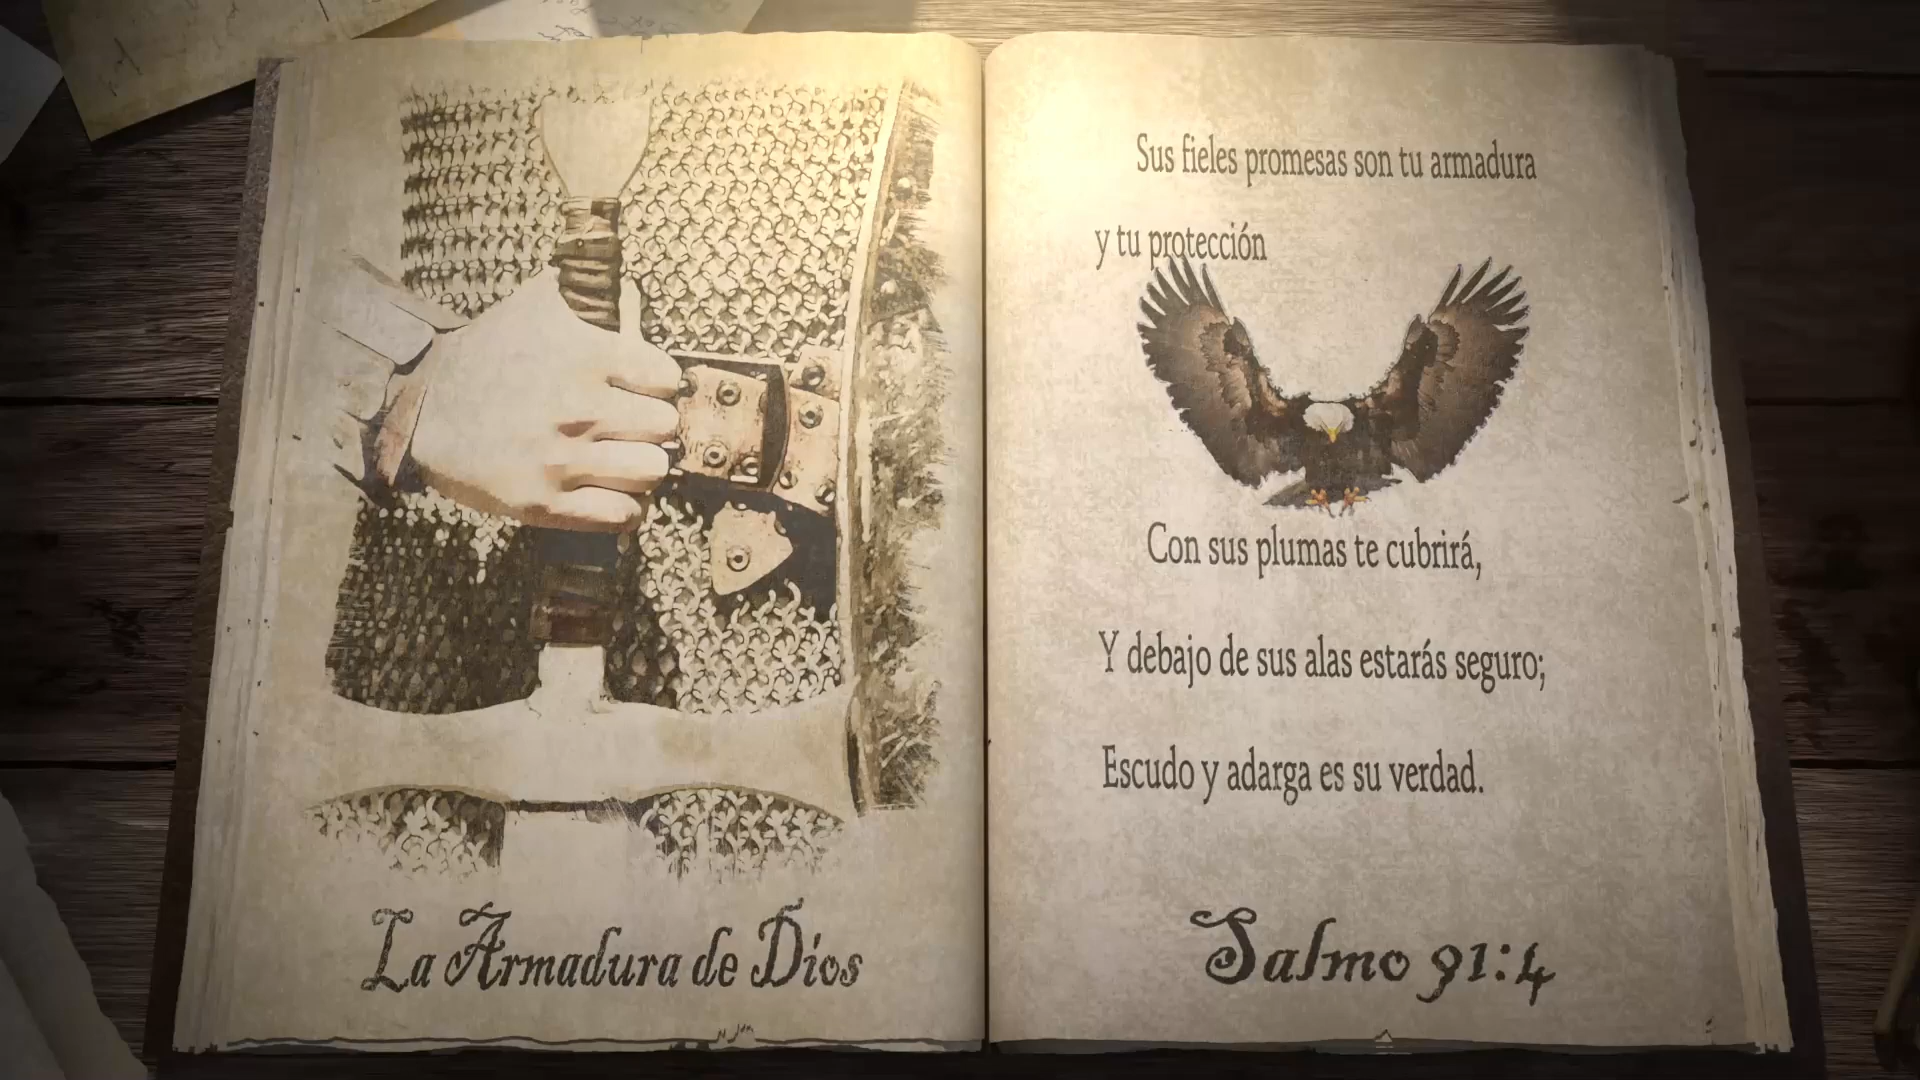 La Armadura de Dios
Sus fieles promesas son tu armadura
y tu protección
Con sus plumas te cubrirá,
Y debajo de sus alas estarás seguro;
Escudo y adarga es su verdad.
Salmo 91:4